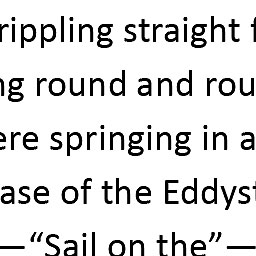 rippling straight f
ng round and rou
ere springing in a
ase of the Eddyst
—“Sail on the”—